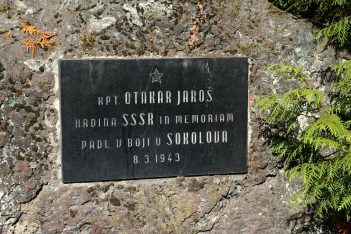 KPT. OTAKAR JAROŠ
HRDINA SSSR IN MEMORIAM
PADL V BOJI U SOKOLOVA
8.3.1943